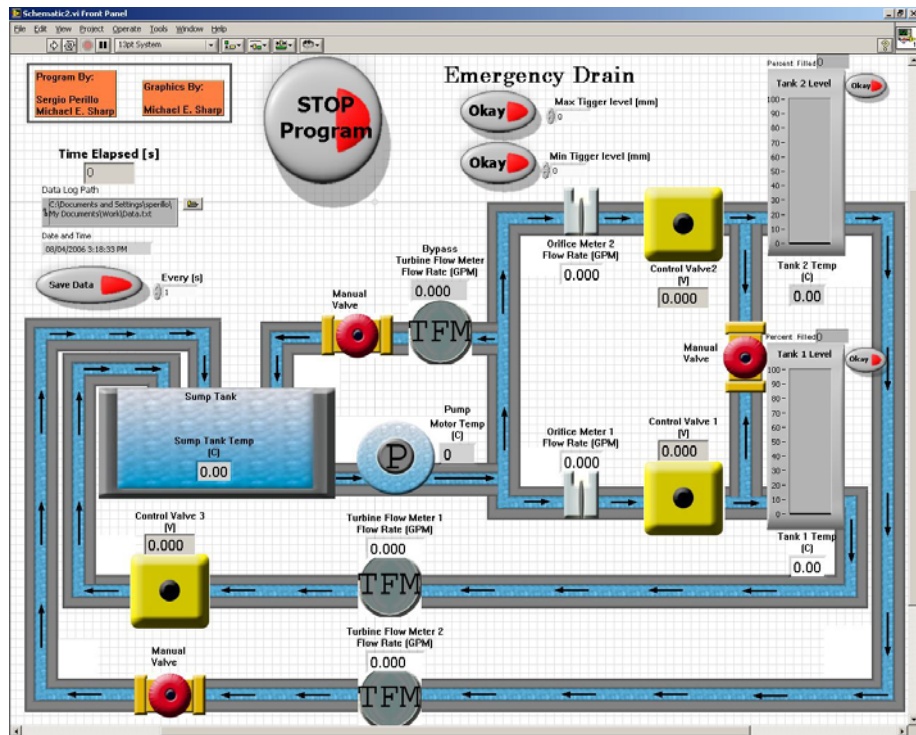 Schematic2.vi Front Panel
File Edit View Project Operate Tools Window Help
13pt System
Program By:
Sergio Perillo
Michael E. Sharp
Graphics By:
Michael E. Sharp
STOP
Program
Emergency Drain
Okay
Max Tigger level (mm)
0
Okay
Min Tigger level (mm)
0
Percent Filled 0
Tank 2 Level
Okay
100
90
80
70
60
50
40
30
20
10
0
Tank 2 Temp
(C)
0.00
Time Elapsed [s]
0
Data Log Path
C:\Documents and Settings\sperillo\
My Documents\Work\Data.txt
Date and Time
08/04/2006 3:18:33 PM
Save Data
Every (s)
1
Bypass
Turbine Flow Meter
Flow Rate (GPM)
0.000
TFM
Manual
Valve
Orifice Meter 2
Flow Rate (GPM)
0.000
Control Valve2
[V]
0.000
Manual
Valve
Percent Filled 0
Tank 1 Level
Okay
100
90
80
70
60
50
40
30
20
10
0
Tank 1 Temp
(C)
0.00
Sump Tank
Sump Tank Temp
(C)
0.00
P
Pump
Motor Temp
(C)
0
Orifice Meter 1
Flow Rate (GPM)
0.000
Control Valve 1
[V]
0.000
Control Valve 3
[V]
0.000
Turbine Flow Meter 1
Flow Rate (GPM)
0.000
TFM
Manual
Valve
Turbine Flow Meter 2
Flow Rate (GPM)
0.000
TFM